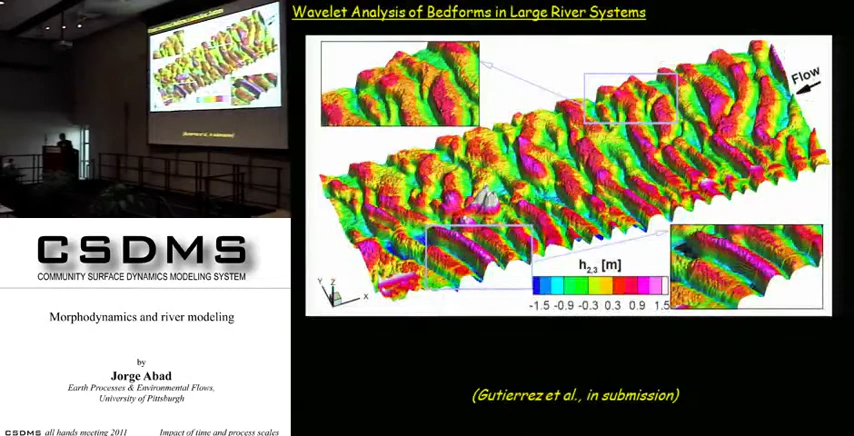 Wavelet Analysis of Bedforms in Large River Systems
Flow
h2,3 [m]
-1.5 -0.9 -0.3 0.3 0.9 1.5
Y Z X
(Gutierrez et al., in submission)
CSDMS
COMMUNITY SURFACE DYNAMICS MODELING SYSTEM
Morphodynamics and river modeling
by
Jorge Abad
Earth Processes & Environmental Flows,
University of Pittsburgh
CSDMS all hands meeting 2011 Impact of time and process scales